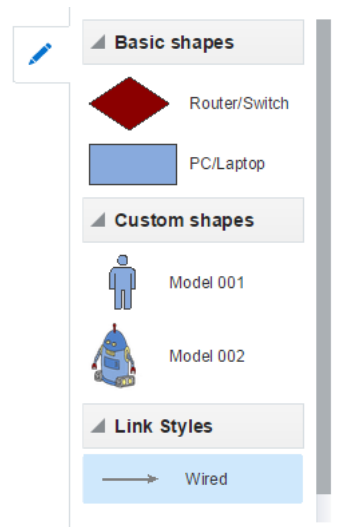 Basic shapes
Router/Switch
PC/Laptop
Custom shapes
Model 001
Model 002
Link Styles
Wired